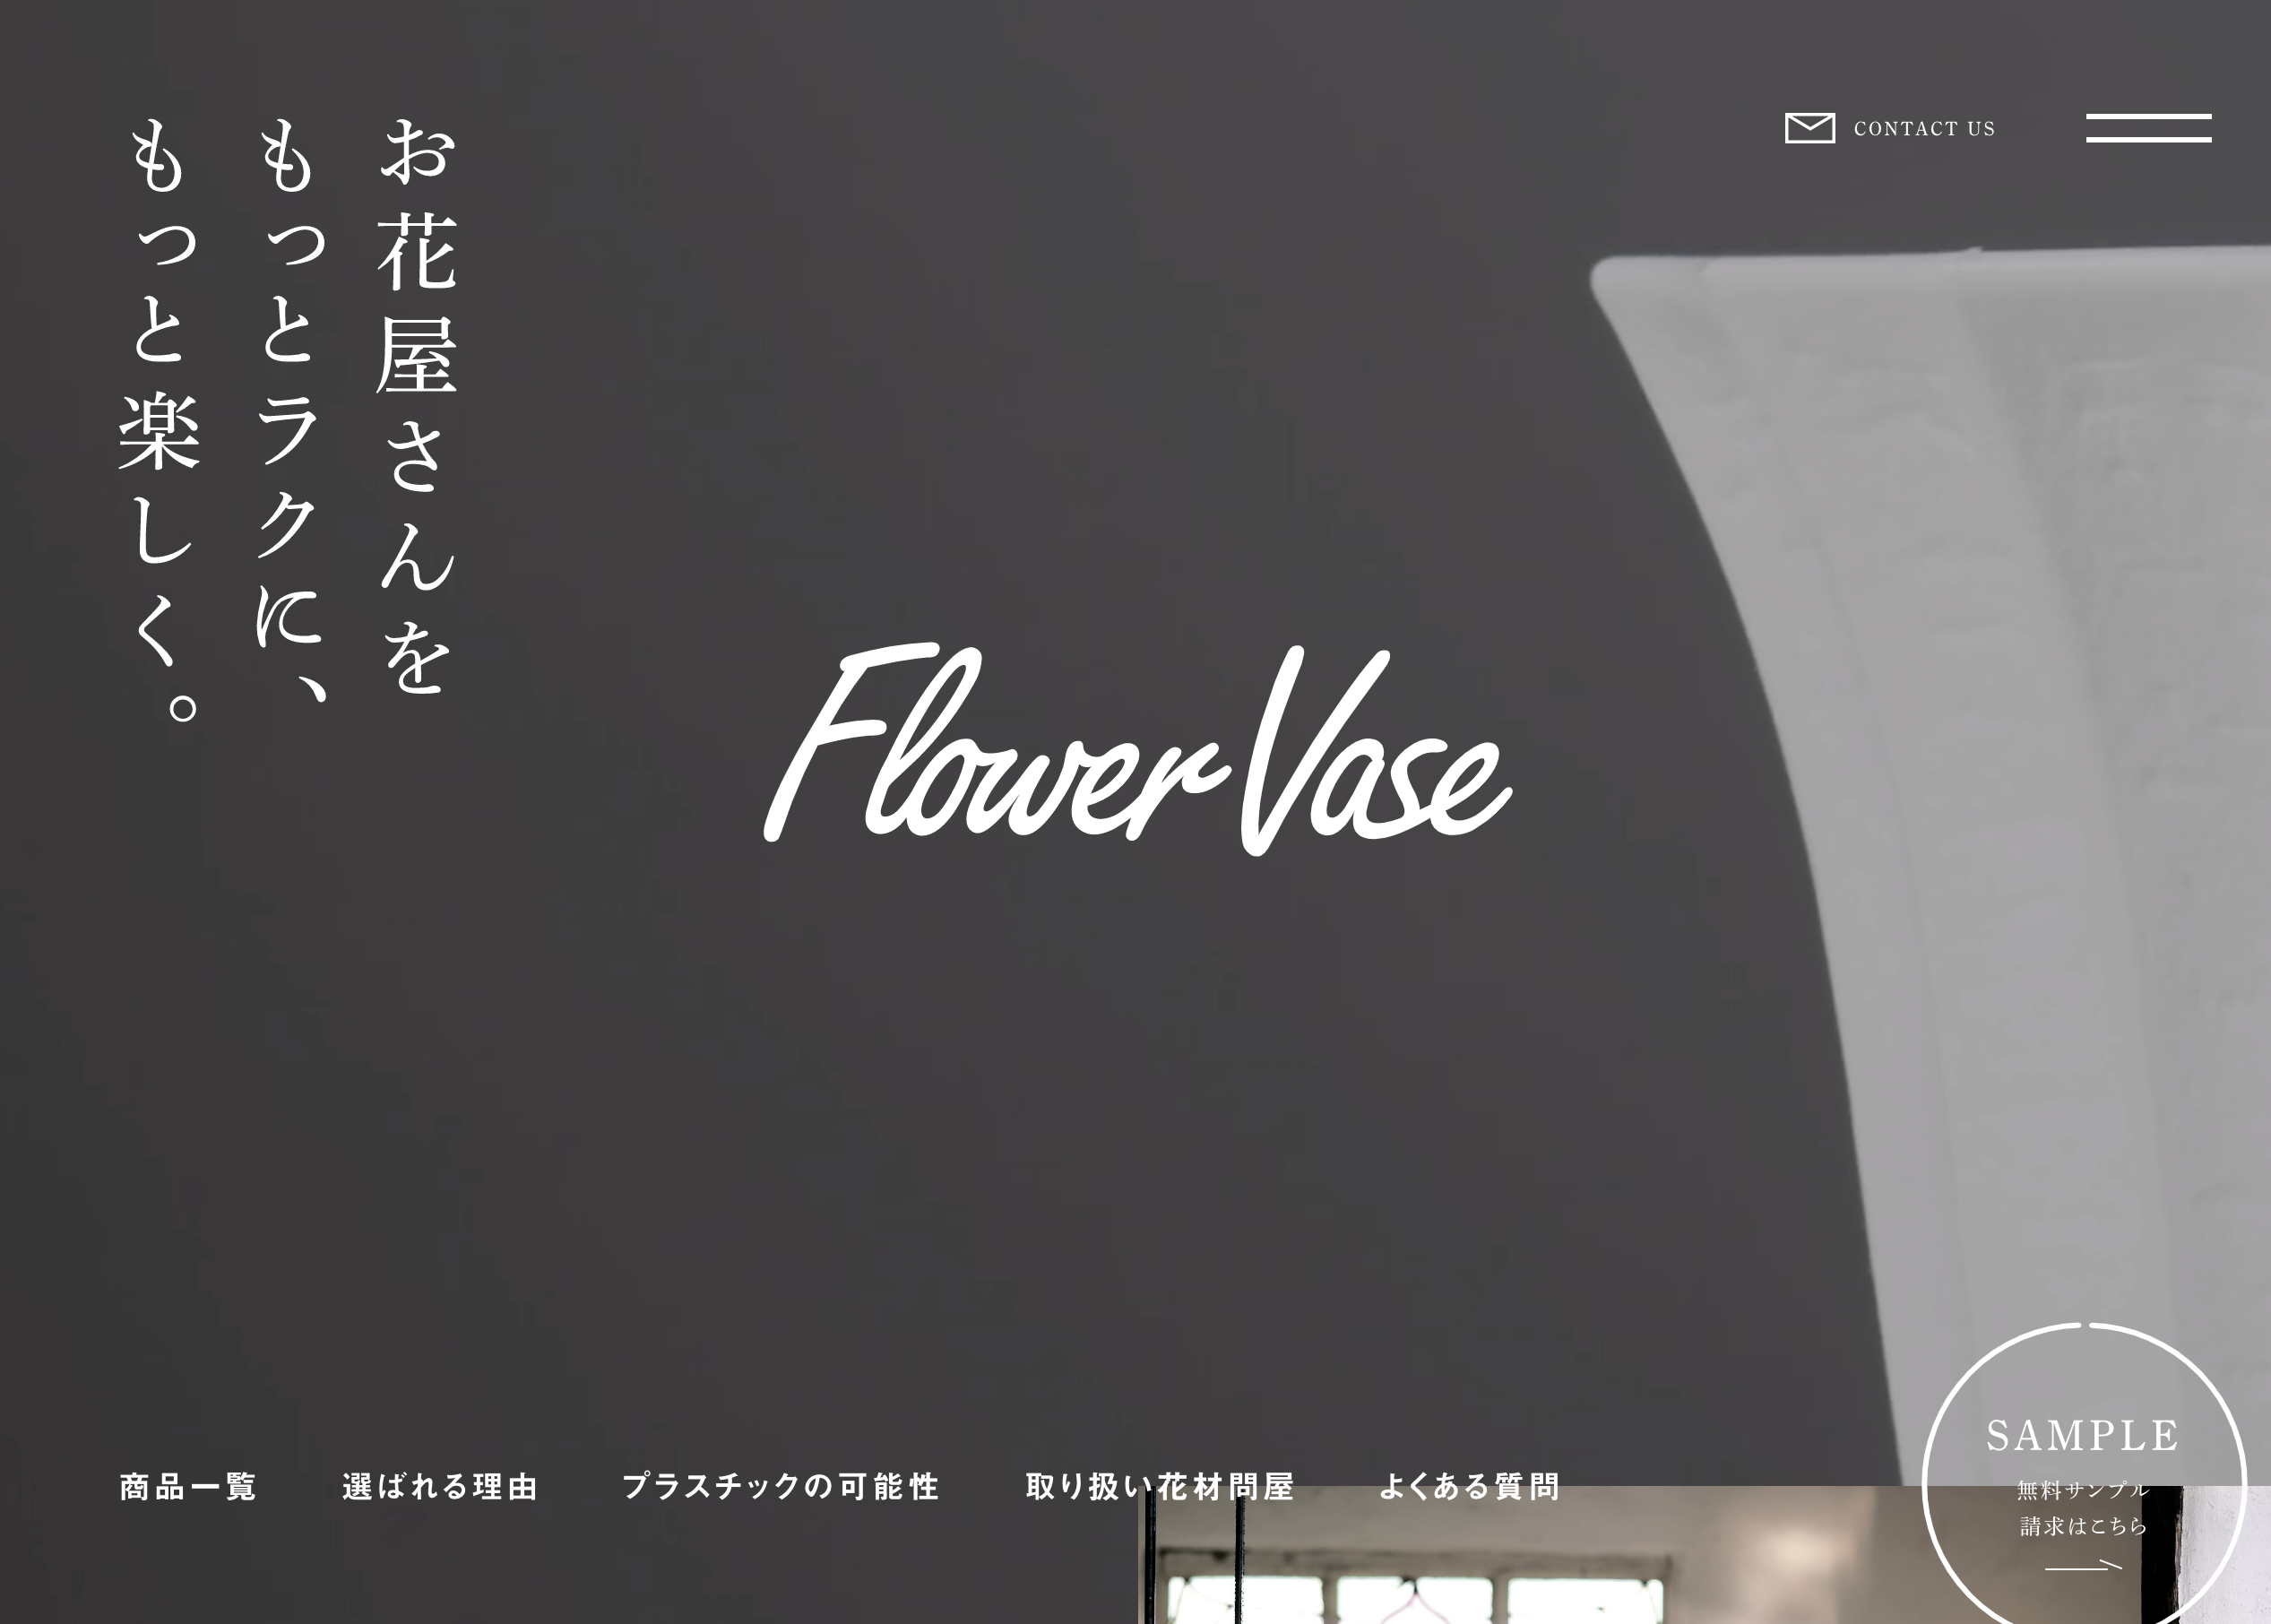 お花屋さんを
もっとラクに、
もっと楽しく。
CONTACT US
Flower Vase
商品一覧
選ばれる理由
プラスチックの可能性
取り扱い花材問屋
よくある質問
SAMPLE
無料サンプル
請求はこちら